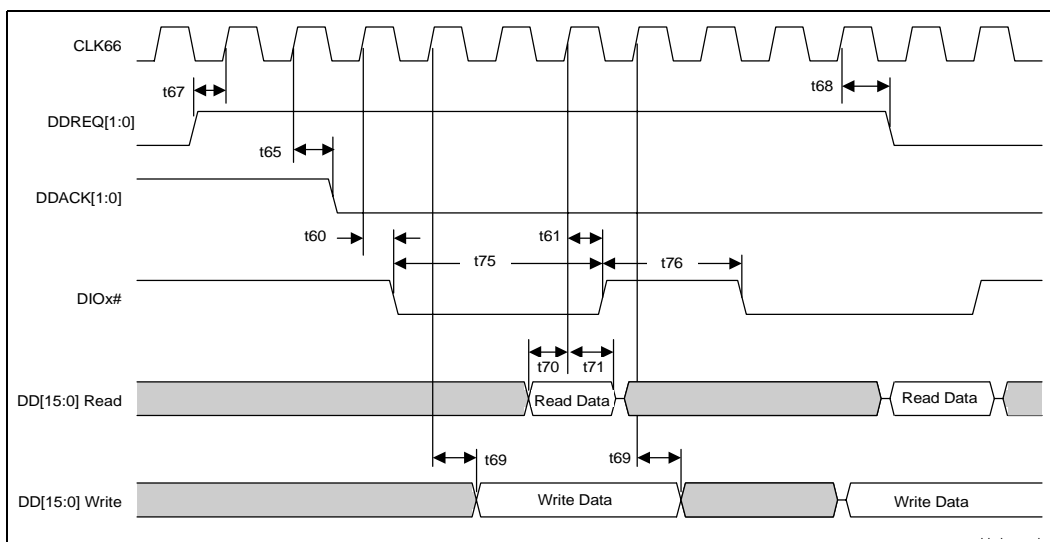 CLK66
t67
t68
DDREQ[1:0]
t65
DDACK[1:0]
t60
t61
t75
t76
DIOx#
t70
t71
DD[15:0] Read
Read Data
Read Data
t69
t69
DD[15:0] Write
Write Data
Write Data